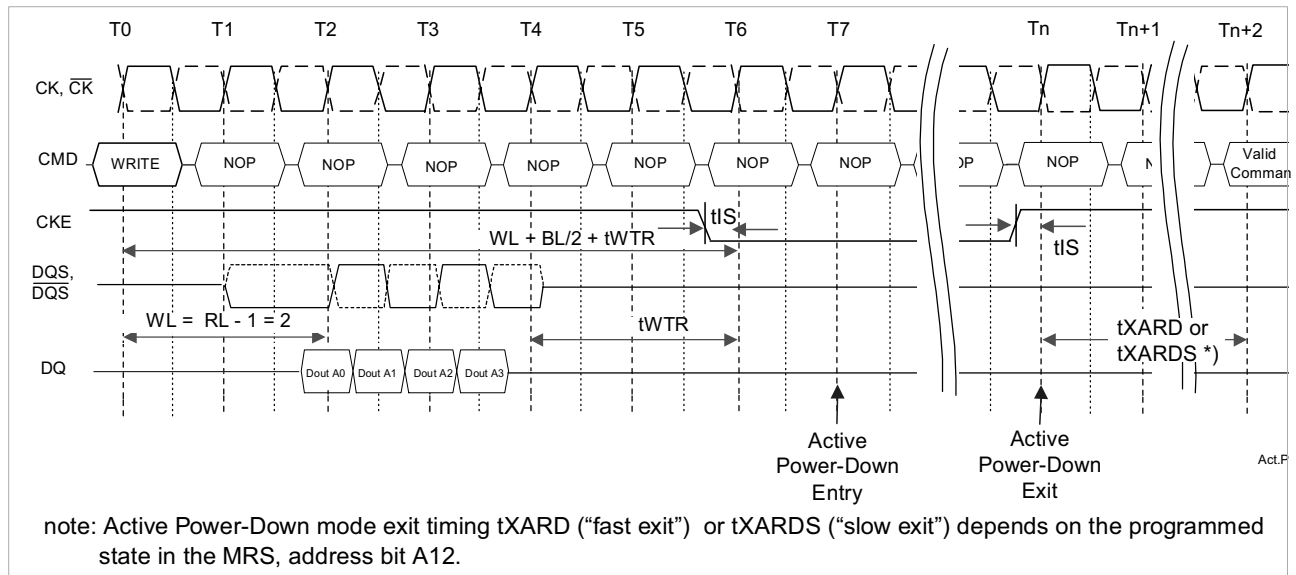 T0 T1 T2 T3 T4 T5 T6 T7 Tn Tn+1 Tn+2
CK, CK
CMD WRITE NOP NOP NOP NOP NOP NOP NOP OP NOP N Valid
Comman
CKE tIS
WL + BL/2 + tWTR tIS
DQS,
DQS
WL = RL - 1 = 2 tWTR tXARD or
tXARDS *)
DQ Dout A0 Dout A1 Dout A2 Dout A3
Active
Power-Down
Entry
Active
Power-Down
Exit
Act.P
note: Active Power-Down mode exit timing tXARD (“fast exit”) or tXARDS (“slow exit”) depends on the programmed
state in the MRS, address bit A12.